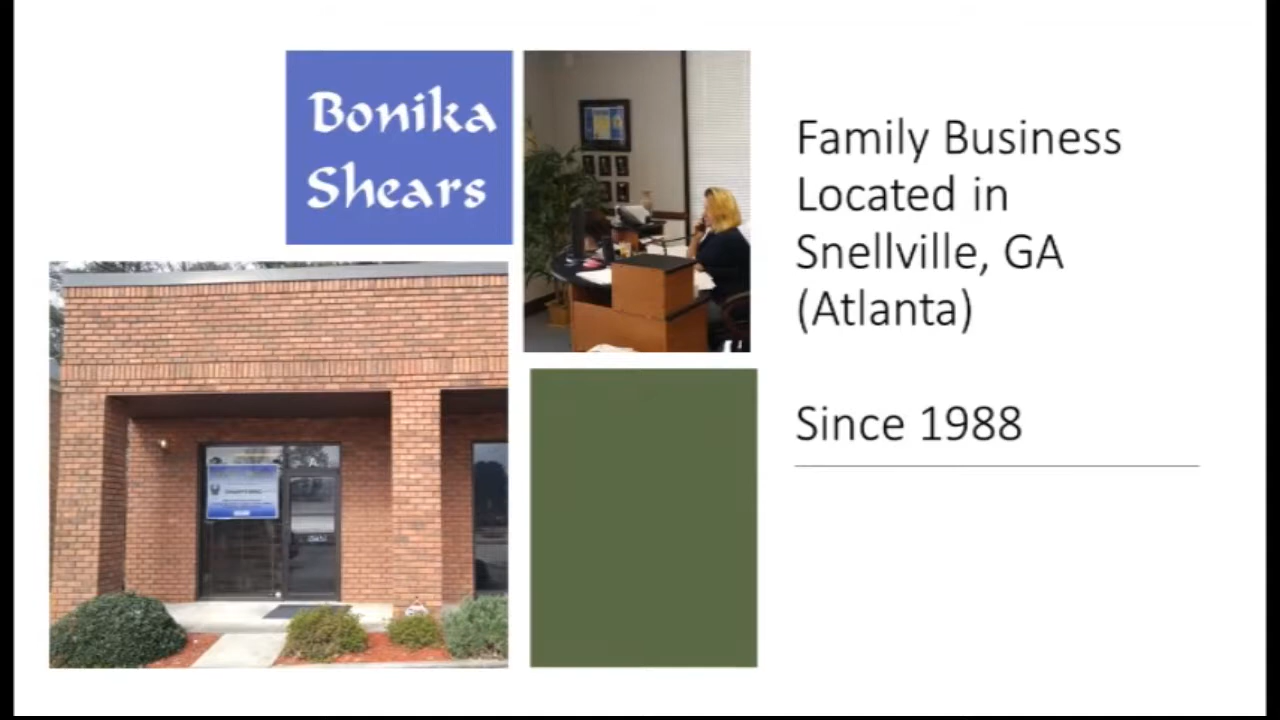 Bonika
Shears
Family Business
Located in
Snellville, GA
(Atlanta)
Since 1988